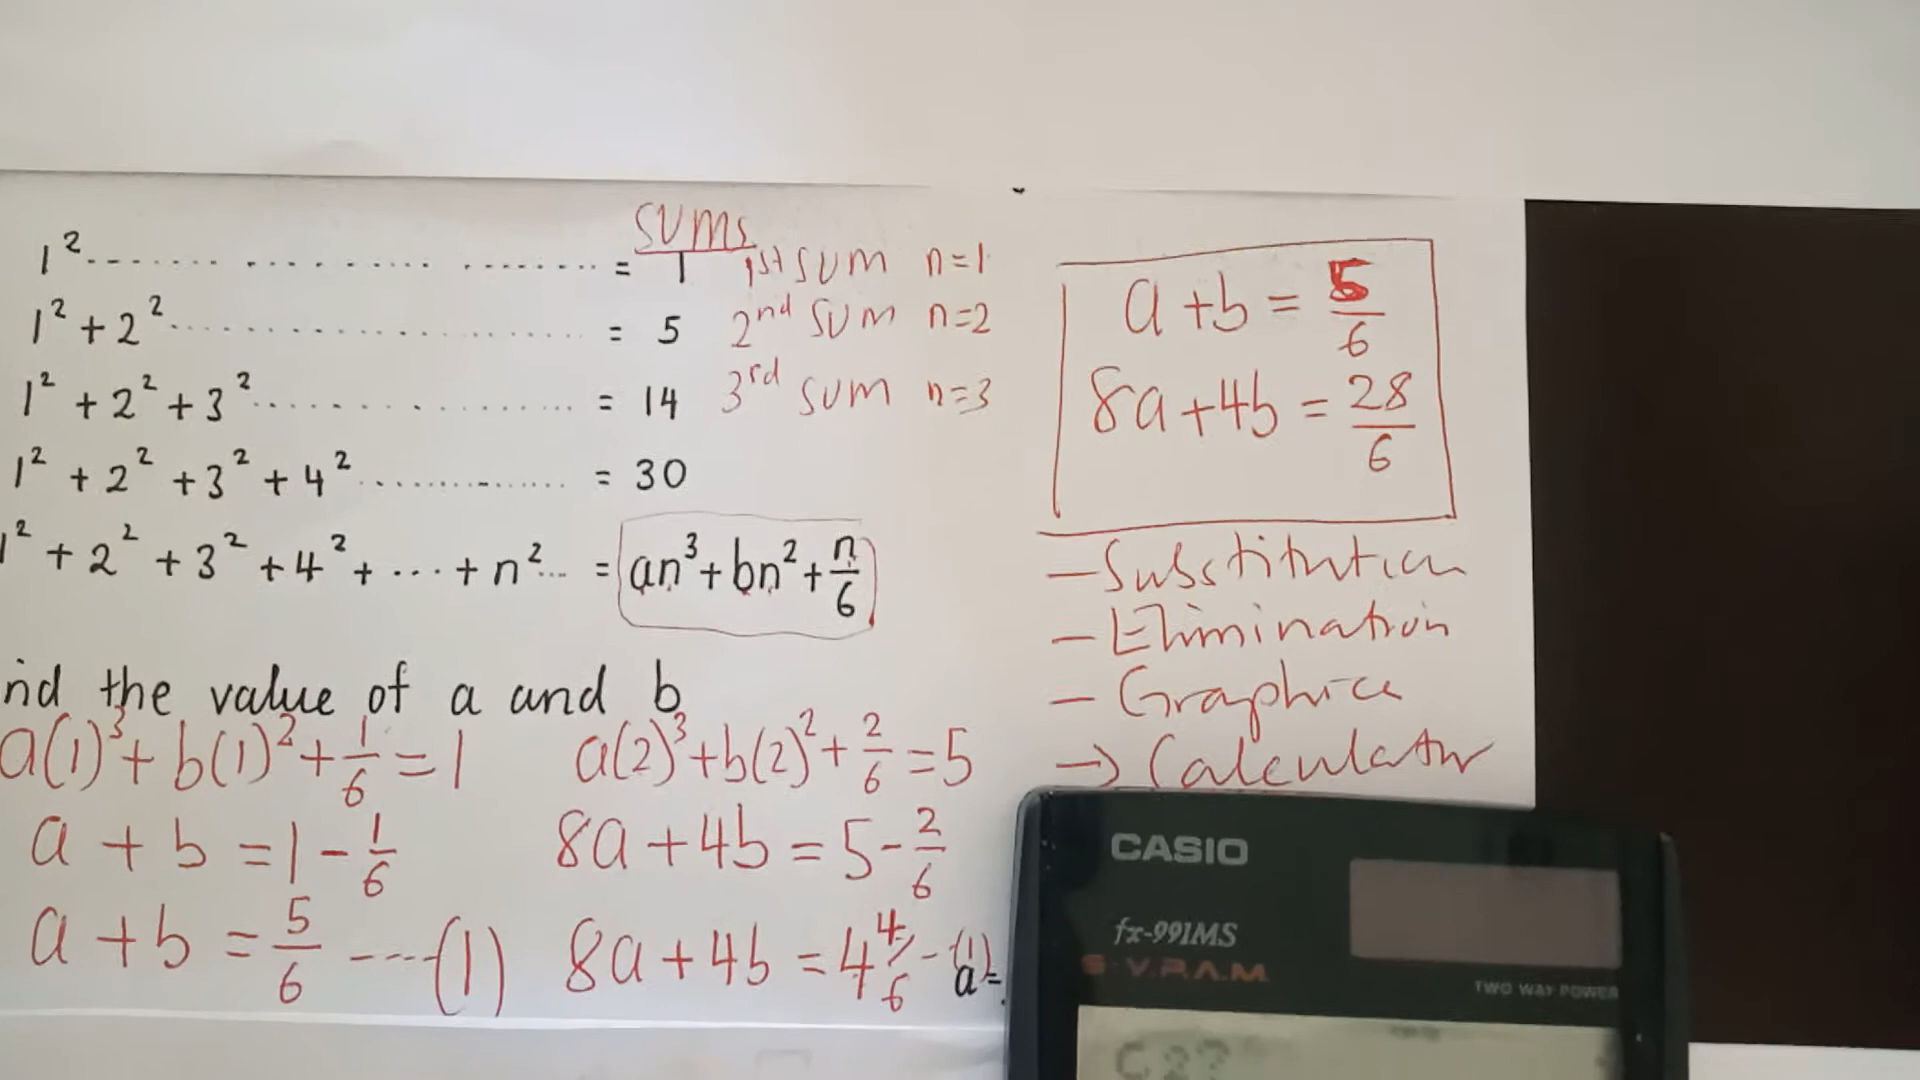 SUMS
1² = 1 1st SUM n=1
1² + 2² = 5 2nd SUM n=2
1² + 2² + 3² = 14 3rd SUM n=3
1² + 2² + 3² + 4² = 30
1² + 2² + 3² + 4² + ... + n² = an³ + bn² + n/6
nd the value of a and b
a(1)³ + b(1)² + 1/6 = 1
a + b = 1 - 1/6
a + b = 5/6 ----(1)
a(2)³ + b(2)² + 2/6 = 5
8a + 4b = 5 - 2/6
8a + 4b = 4 4/6 - (1)
a =
a + b = 5/6
8a + 4b = 28/6
- Substitution
- Elimination
- Graphice
→ Calculator
CASIO
fx-991MS
S-V.P.A.M.
TWO WAY POWER
C2?